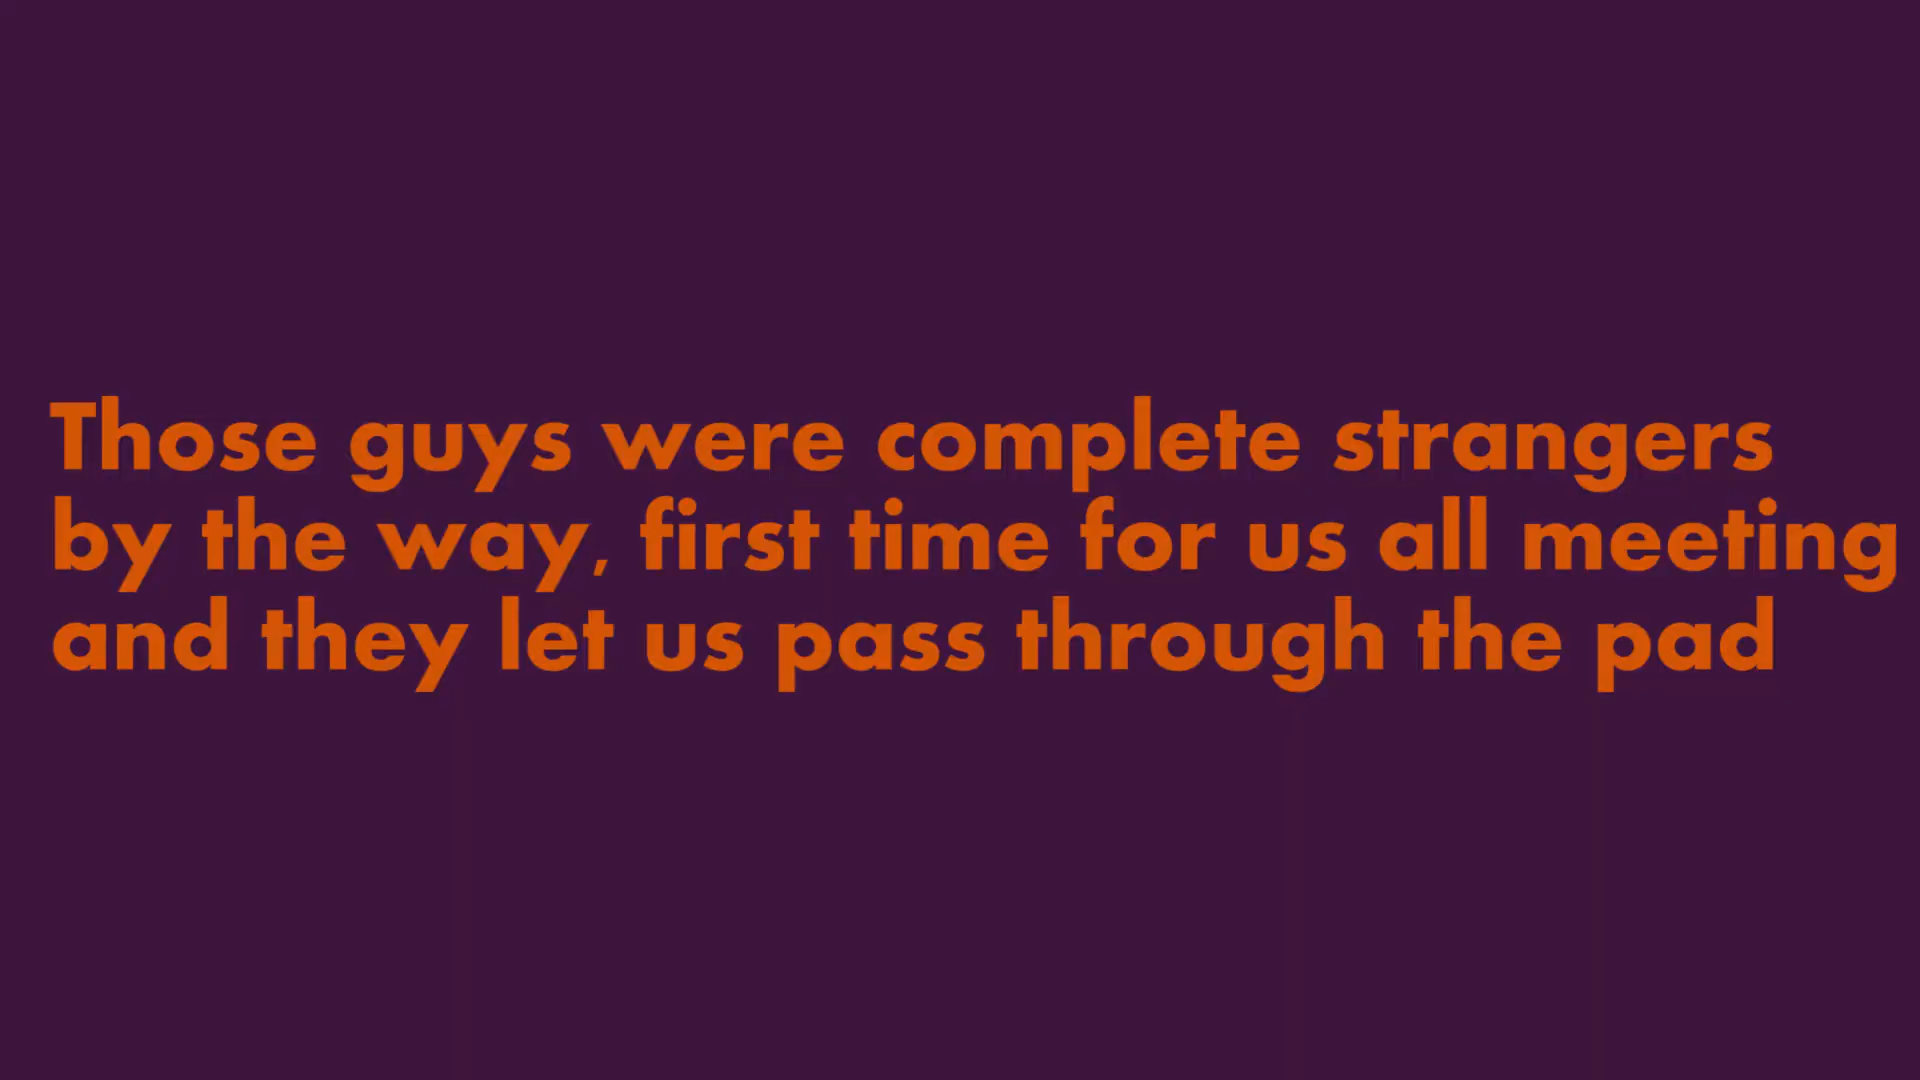 Those guys were complete strangers
by the way, first time for us all meeting
and they let us pass through the pad